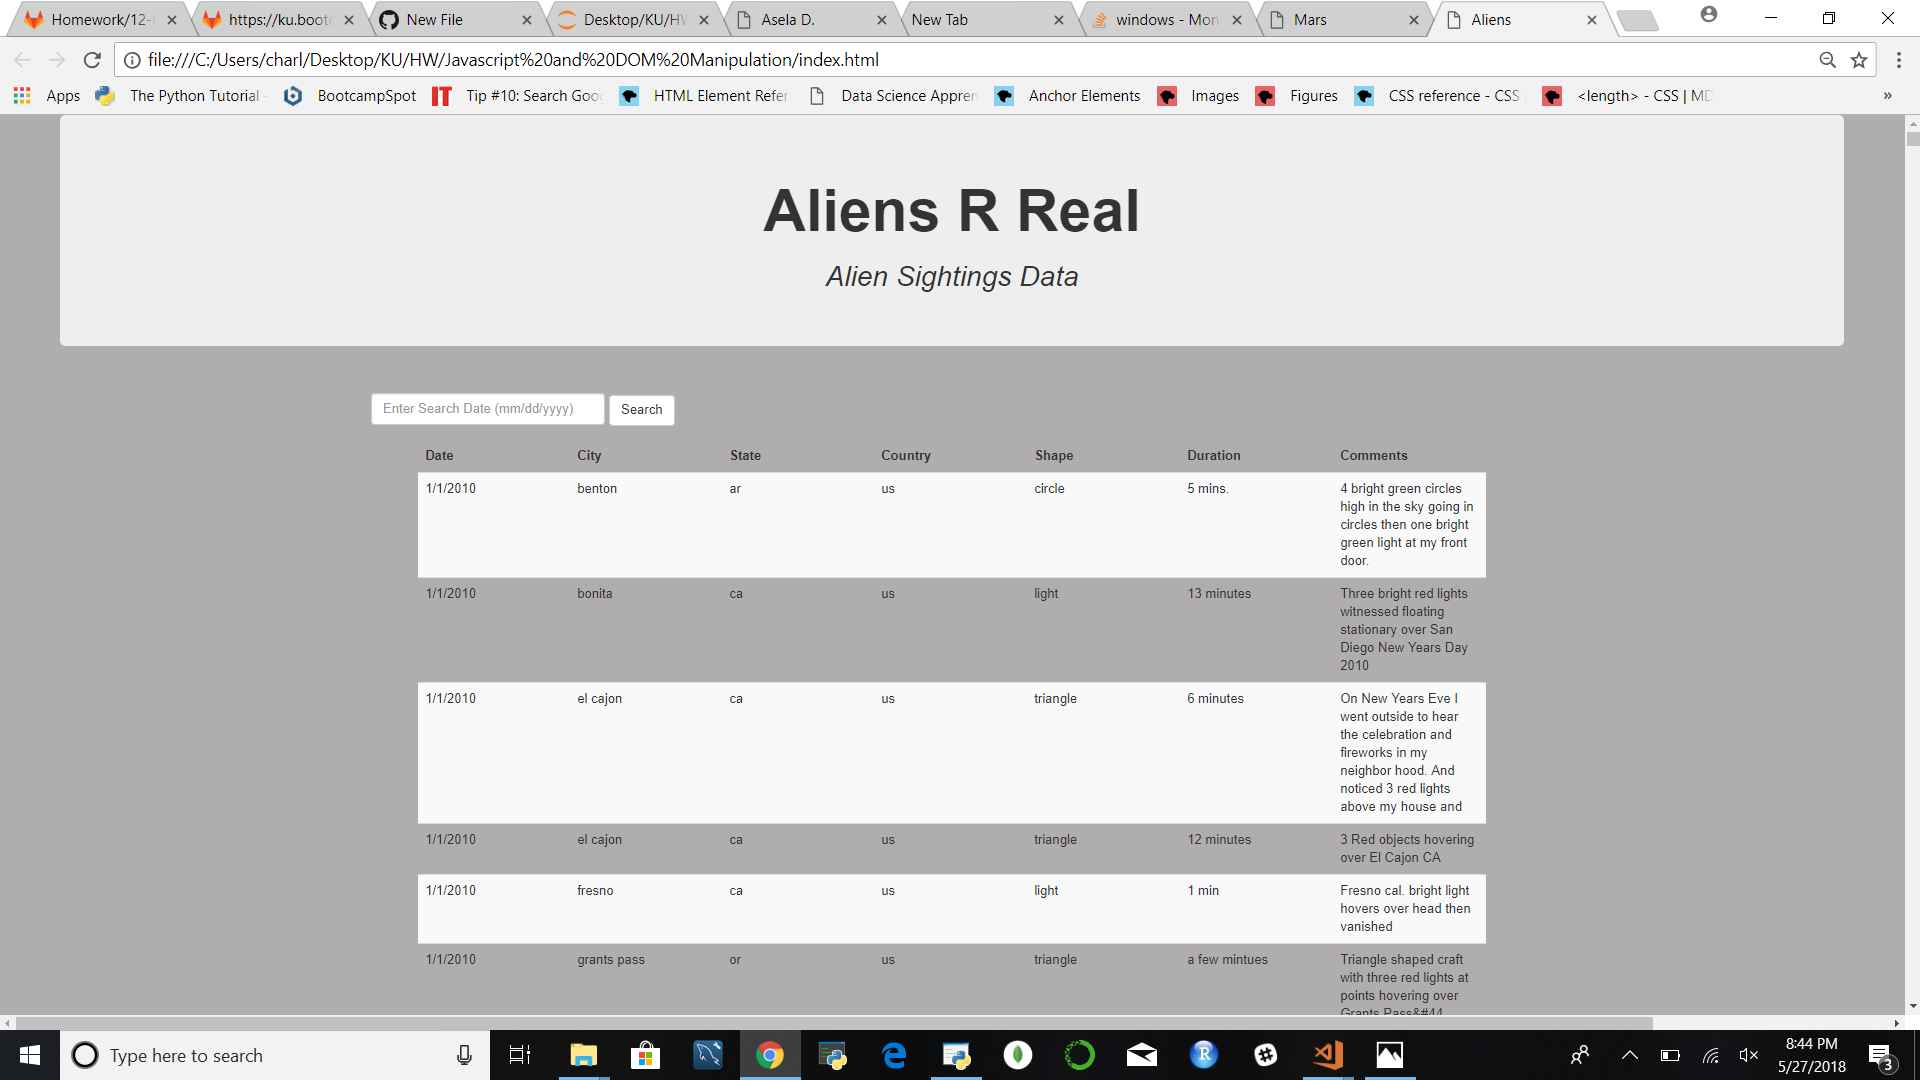 Homework/12-
https://ku.bootc
New File
Desktop/KU/HW
Asela D.
New Tab
windows - Mon
Mars
Aliens
file:///C:/Users/charl/Desktop/KU/HW/Javascript%20and%20DOM%20Manipulation/index.html
Apps
The Python Tutorial
BootcampSpot
Tip #10: Search Goo
HTML Element Refer
Data Science Appren
Anchor Elements
Images
Figures
CSS reference - CSS
<length> - CSS | MD
»
Aliens R Real
Alien Sightings Data
Enter Search Date (mm/dd/yyyy)
Search
Date City State Country Shape Duration Comments
1/1/2010 benton ar us circle 5 mins. 4 bright green circles
high in the sky going in
circles then one bright
green light at my front
door.
1/1/2010 bonita ca us light 13 minutes Three bright red lights
witnessed floating
stationary over San
Diego New Years Day
2010
1/1/2010 el cajon ca us triangle 6 minutes On New Years Eve I
went outside to hear
the celebration and
fireworks in my
neighbor hood. And
noticed 3 red lights
above my house and
1/1/2010 el cajon ca us triangle 12 minutes 3 Red objects hovering
over El Cajon CA
1/1/2010 fresno ca us light 1 min Fresno cal. bright light
hovers over head then
vanished
1/1/2010 grants pass or us triangle a few mintues Triangle shaped craft
with three red lights at
points hovering over
Grants Pass&#44
Type here to search
8:44 PM
5/27/2018
3